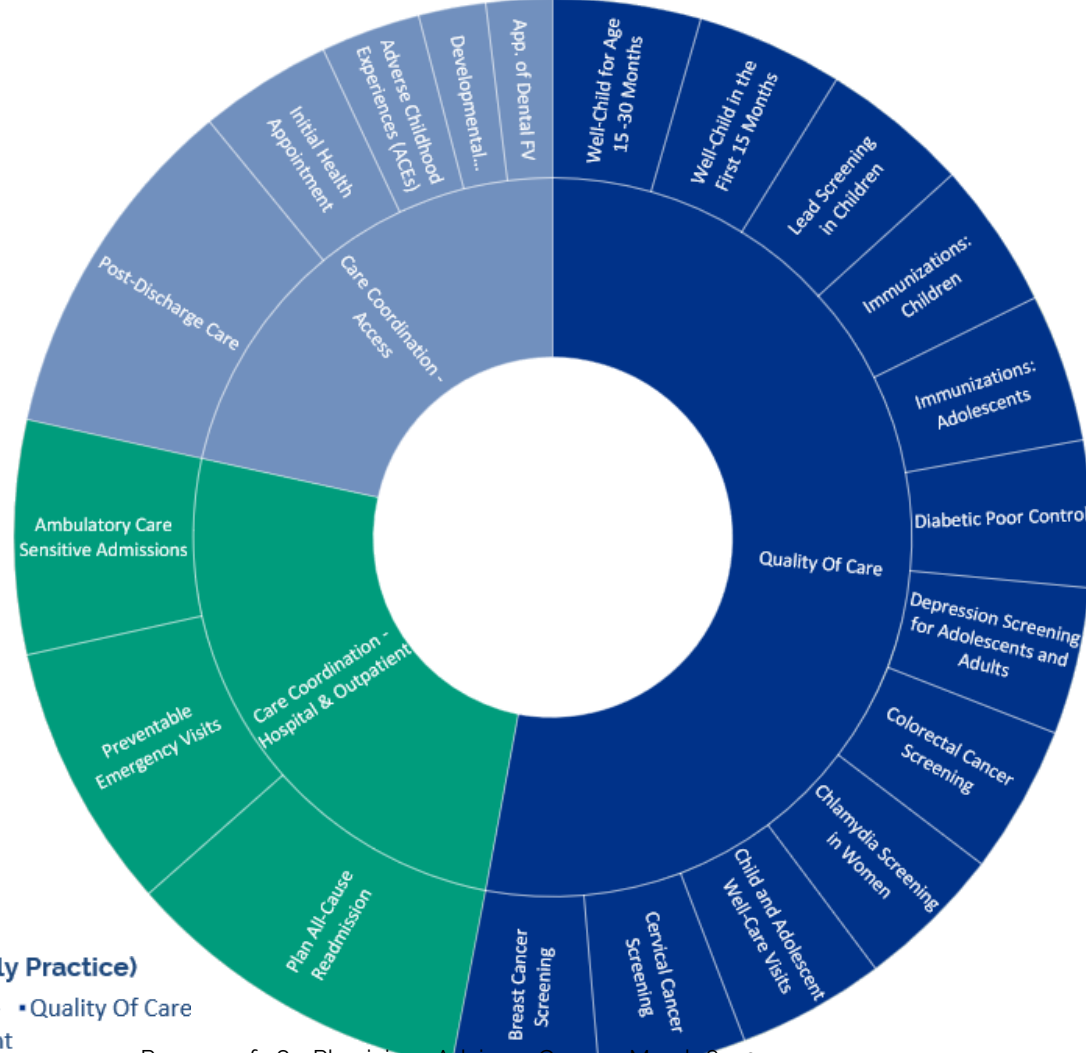 App. of Dental FV
Developmental...
Adverse Childhood
Experiences (ACEs)
Initial Health
Appointment
Post-Discharge Care
Care Coordination -
Access
Well-Child for Age
15 -30 Months
Well-Child in the
First 15 Months
Lead Screening
in Children
Immunizations:
Children
Immunizations:
Adolescents
Diabetic Poor Control
Quality Of Care
Depression Screening
for Adolescents and
Adults
Colorectal Cancer
Screening
Chlamydia Screening
in Women
Child and Adolescent
Well-Care Visits
Cervical Cancer
Screening
Breast Cancer
Screening
Ambulatory Care
Sensitive Admissions
Care Coordination -
Hospital & Outpatient
Preventable
Emergency Visits
Plan All-Cause
Readmission
ly Practice)
▪Quality Of Care
nt